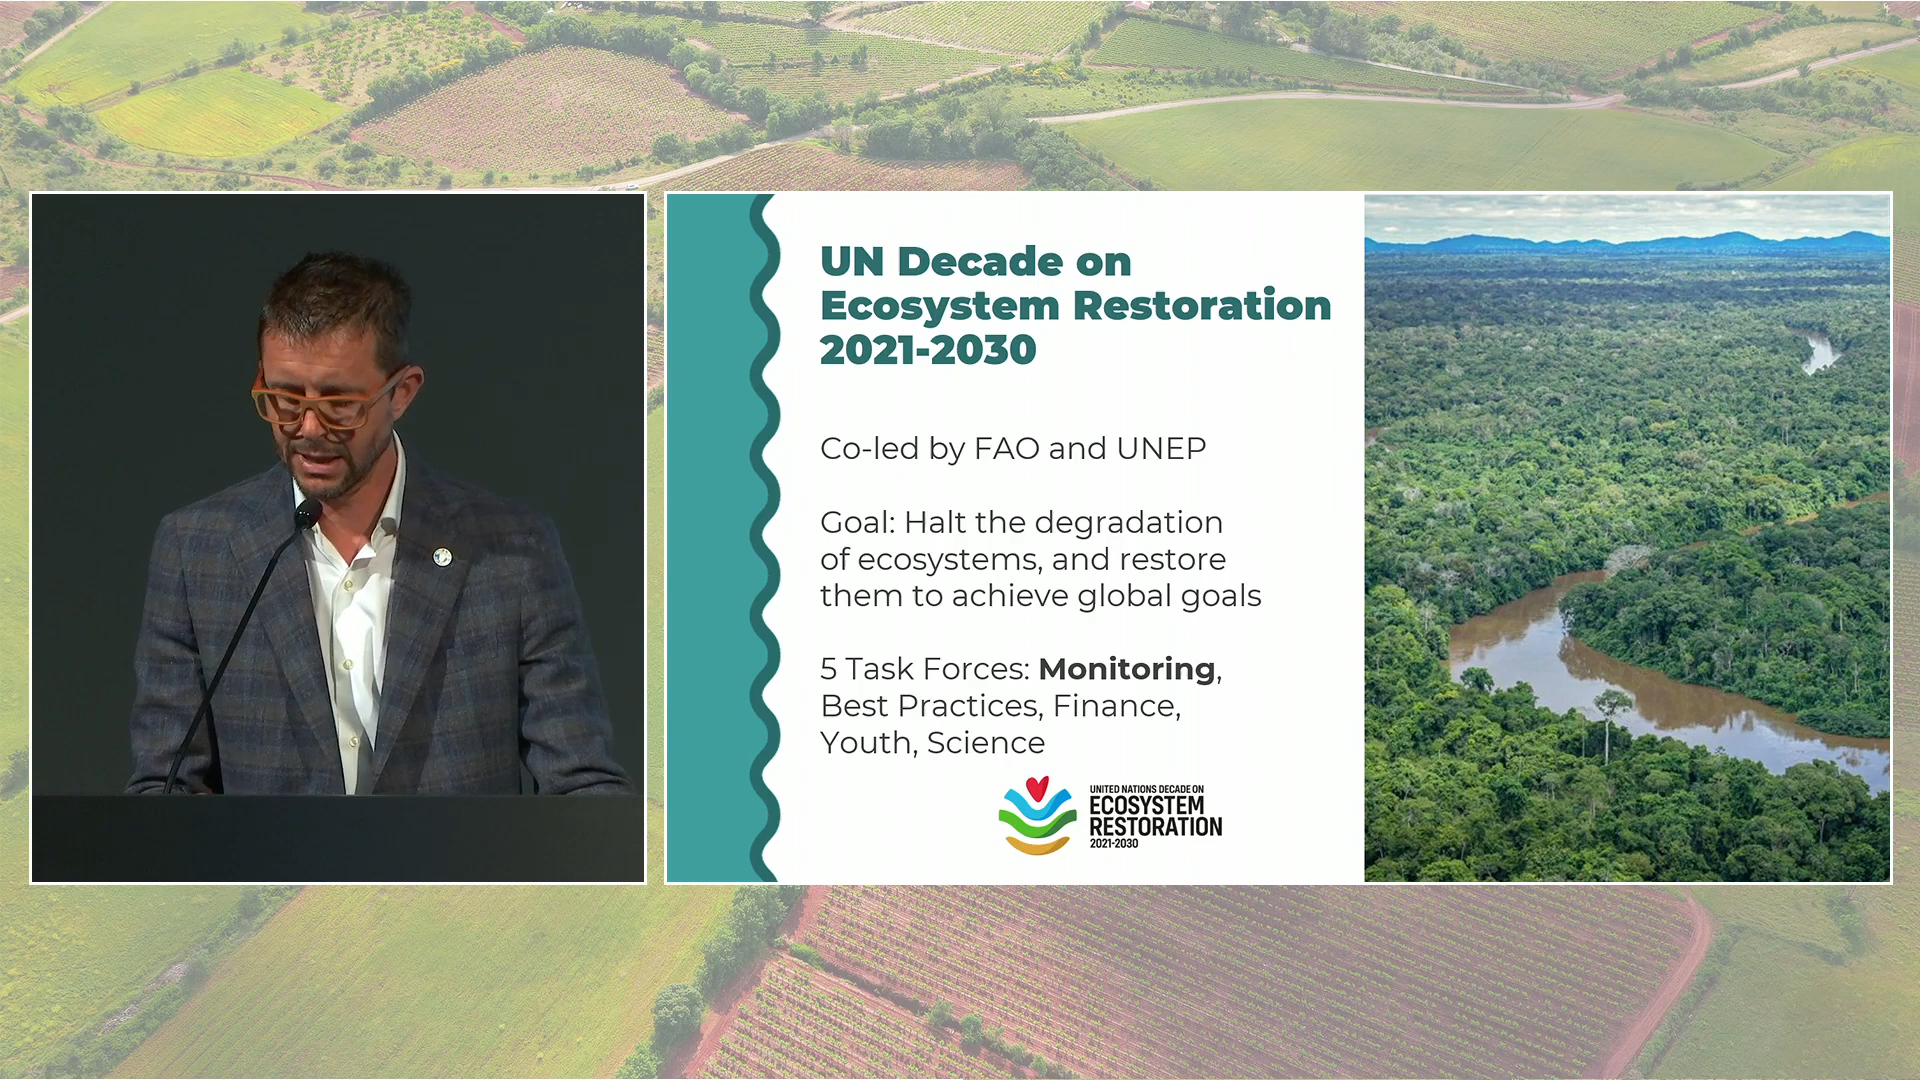 UN Decade on
Ecosystem Restoration
2021-2030
Co-led by FAO and UNEP
Goal: Halt the degradation
of ecosystems, and restore
them to achieve global goals
5 Task Forces: Monitoring,
Best Practices, Finance,
Youth, Science
UNITED NATIONS DECADE ON
ECOSYSTEM
RESTORATION
2021-2030